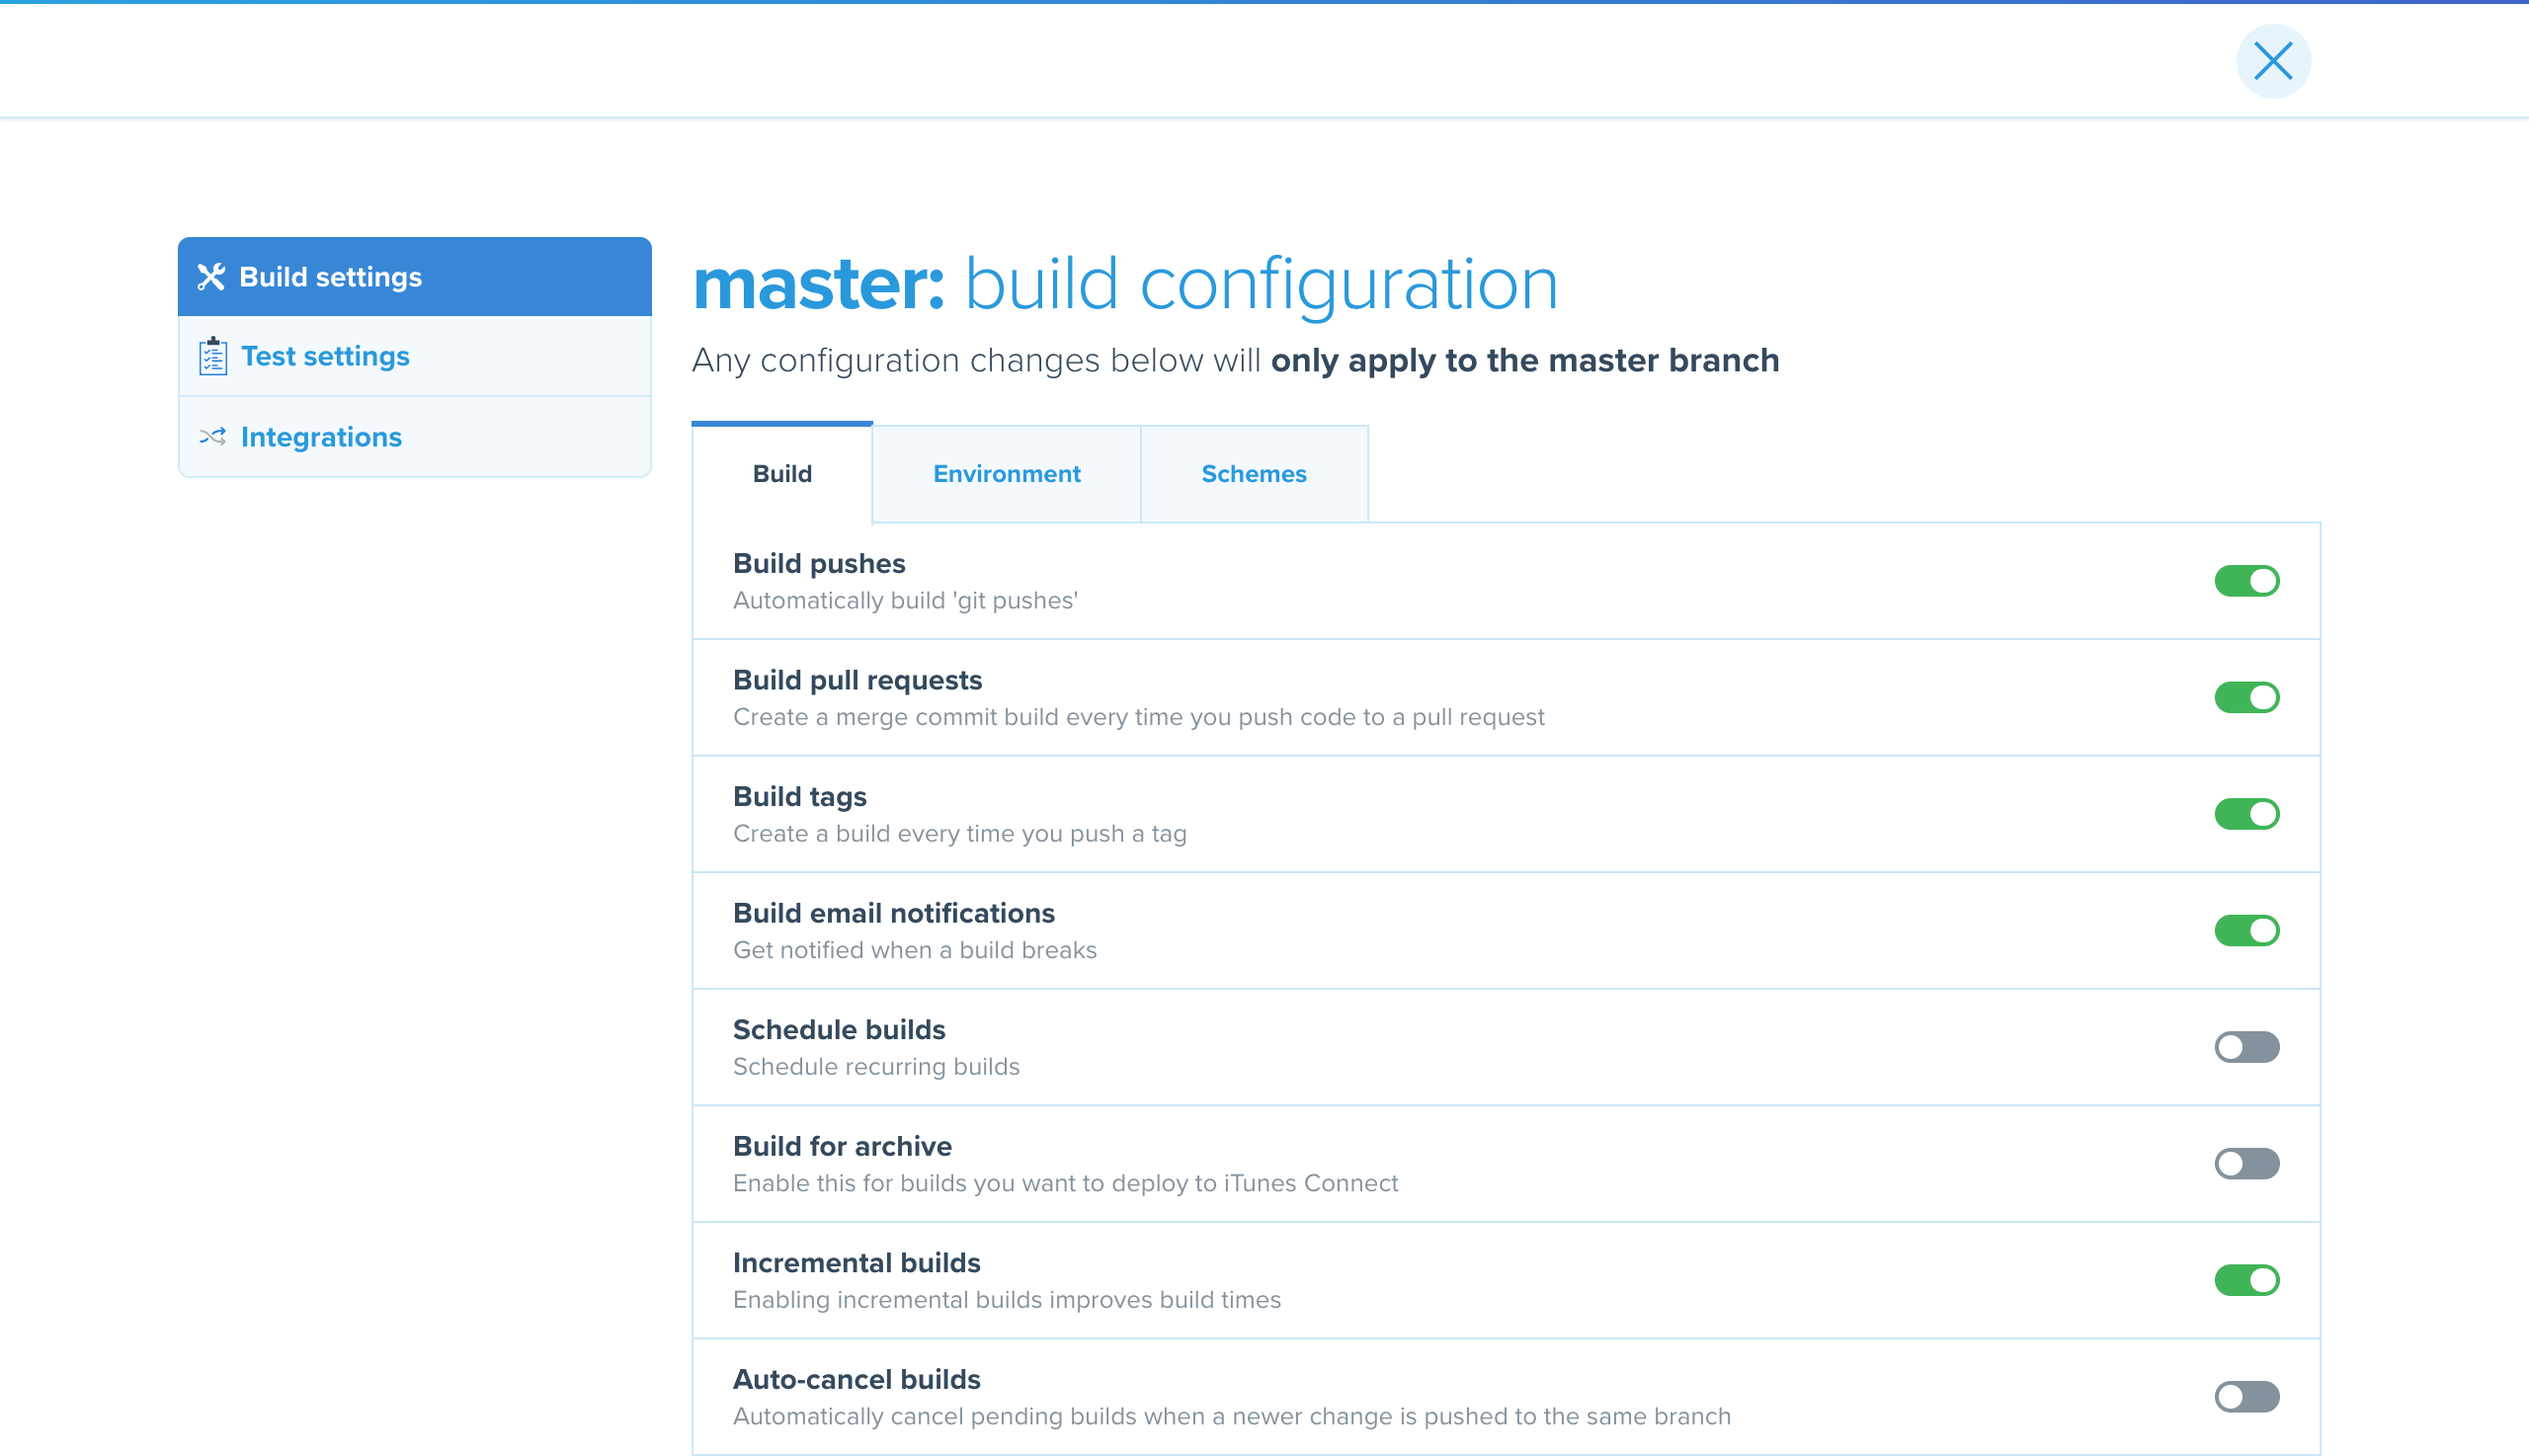 Build settings
Test settings
Integrations
master: build configuration
Any configuration changes below will only apply to the master branch
Build
Environment
Schemes
Build pushes
Automatically build 'git pushes'
Build pull requests
Create a merge commit build every time you push code to a pull request
Build tags
Create a build every time you push a tag
Build email notifications
Get notified when a build breaks
Schedule builds
Schedule recurring builds
Build for archive
Enable this for builds you want to deploy to iTunes Connect
Incremental builds
Enabling incremental builds improves build times
Auto-cancel builds
Automatically cancel pending builds when a newer change is pushed to the same branch